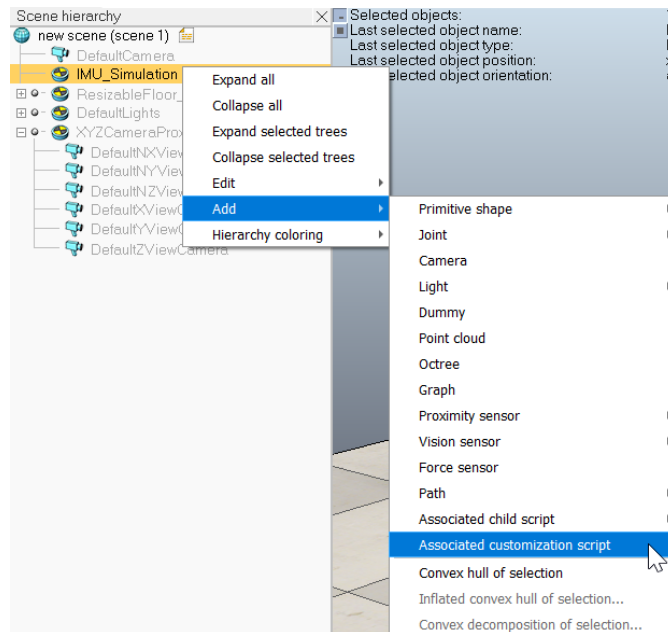 Scene hierarchy
new scene (scene 1)
DefaultCamera
IMU_Simulation
ResizableFloor_
DefaultLights
XYZCameraProx
DefaultNXView
DefaultNYView
DefaultNZView
DefaultXViewC
DefaultYViewC
DefaultZViewCamera
Selected objects:
Last selected object name:
Last selected object type:
Last selected object position:
elected object orientation:
Expand all
Collapse all
Expand selected trees
Collapse selected trees
Edit
Add
Hierarchy coloring
Primitive shape
Joint
Camera
Light
Dummy
Point cloud
Octree
Graph
Proximity sensor
Vision sensor
Force sensor
Path
Associated child script
Associated customization script
Convex hull of selection
Inflated convex hull of selection...
Convex decomposition of selection...